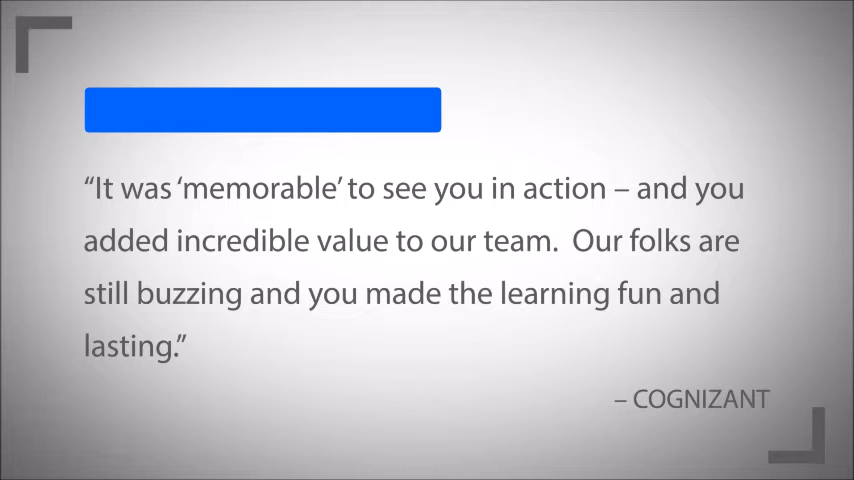 “It was ‘memorable’ to see you in action – and you
added incredible value to our team.  Our folks are
still buzzing and you made the learning fun and
lasting.”
– COGNIZANT